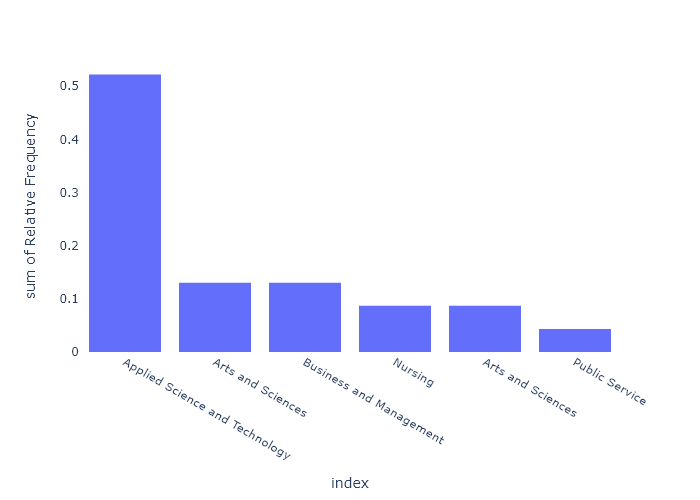 sum of Relative Frequency
0.5
0.4
0.3
0.2
0.1
0
Applied Science and Technology
Arts and Sciences
Business and Management
Nursing
Arts and Sciences
Public Service
index